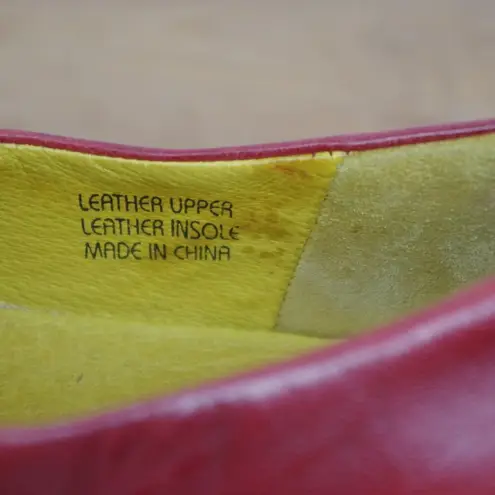 LEATHER UPPER
LEATHER INSOLE
MADE IN CHINA